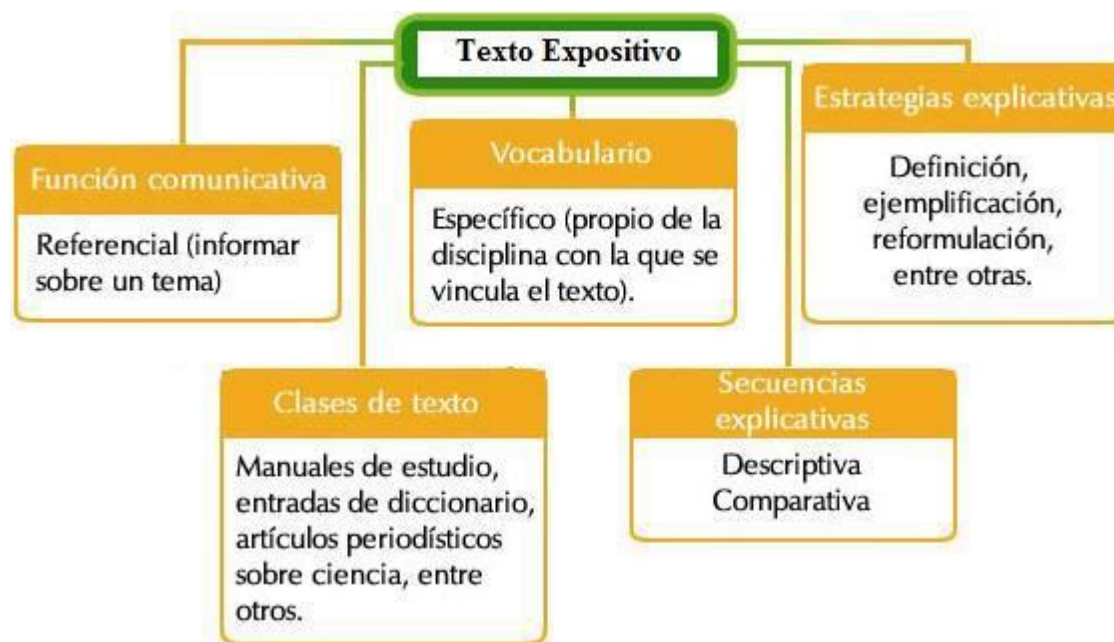 Texto Expositivo
Función comunicativa
Referencial (informar
sobre un tema)
Vocabulario
Específico (propio de la
disciplina con la que se
vincula el texto).
Estrategias explicativas
Definición,
ejemplificación,
reformulación,
entre otras.
Clases de texto
Manuales de estudio,
entradas de diccionario,
artículos periodísticos
sobre ciencia, entre
otros.
Secuencias
explicativas
Descriptiva
Comparativa